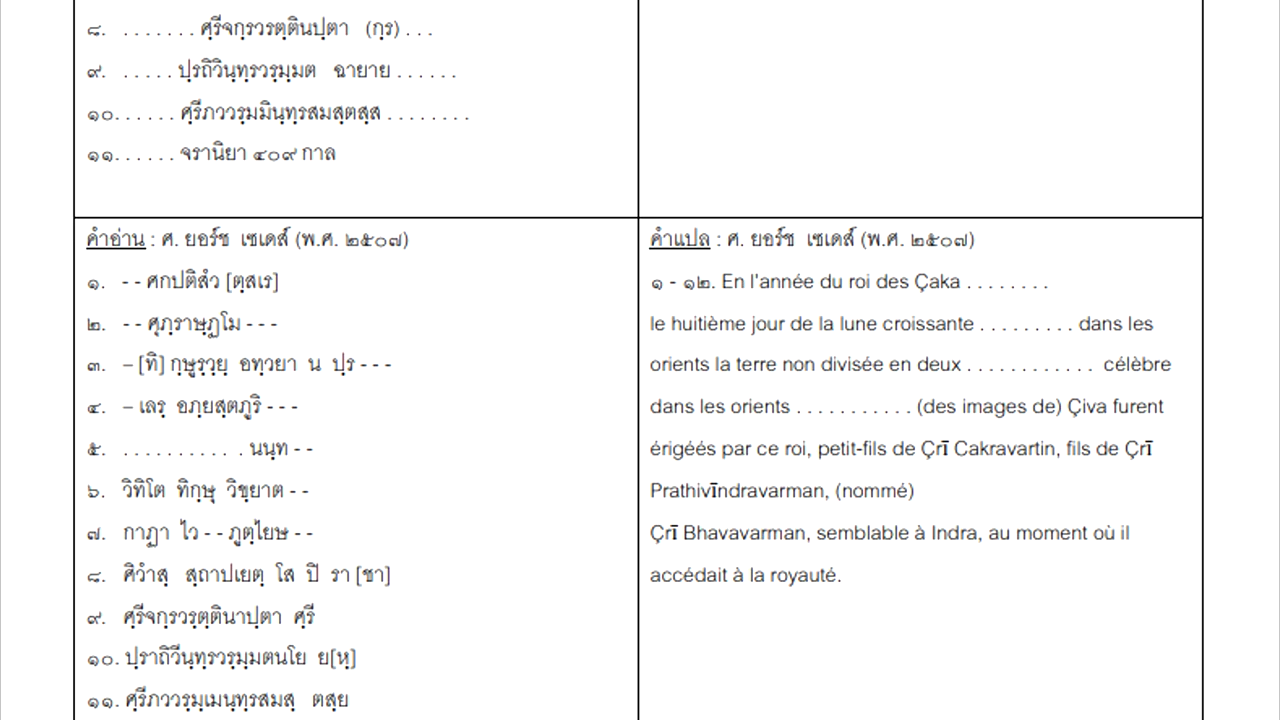 ๘. . . . . . . . ศฺรีจกฺรวรตฺตินปฺตา (กฺร) . . .
๙. . . . . . ปฺรถิวินฺทฺรวรฺมฺมต ฉายาย . . . . . .
๑๐. . . . . . ศฺรีภววรฺมมินฺทฺรสมสฺตสฺส . . . . . . . .
๑๑. . . . . . จรานิยา ๔๐๙ กาล
คำอ่าน : ศ. ยอร์ช เซเดส์ (พ.ศ. ๒๕๐๗)
๑. - - ศกปติสํว [ตฺสเร]
๒. - - ศุภฺราษฺฏโม - - -
๓. – [ทิ] กฺษูรฺวฺยฺ อทฺวยา น ปฺร - - -
๔. – เลรฺ อภฺยสฺตภูริ - - -
๕. . . . . . . . . . . . นนฺท - -
๖. วิทิโต ทิกฺษุ วิขฺยาต - -
๗. กาฏา ไว - - ภูตฺไยษ - -
๘. ศิวําสฺ สฺถาปเยตฺ โส ปิ รา [ชา]
๙. ศฺรีจกฺรวรฺตฺตินาปฺตา ศฺรี
๑๐. ปฺราถิวีนฺทฺรวรฺมฺมตนโย ย[หฺ]
๑๑. ศฺรีภววรฺมฺเมนฺทฺรสมสฺ ตสฺย
คำแปล : ศ. ยอร์ช เซเดส์ (พ.ศ. ๒๕๐๗)
๑ - ๑๒. En l'année du roi des Çaka . . . . . . . .
le huitième jour de la lune croissante . . . . . . . . . dans les
orients la terre non divisée en deux . . . . . . . . . . . . célèbre
dans les orients . . . . . . . . . . . (des images de) Çiva furent
érigéés par ce roi, petit-fils de Çrī Cakravartin, fils de Çrī
Prathivīndravarman, (nommé)
Çrī Bhavavarman, semblable à Indra, au moment où il
accédait à la royauté.